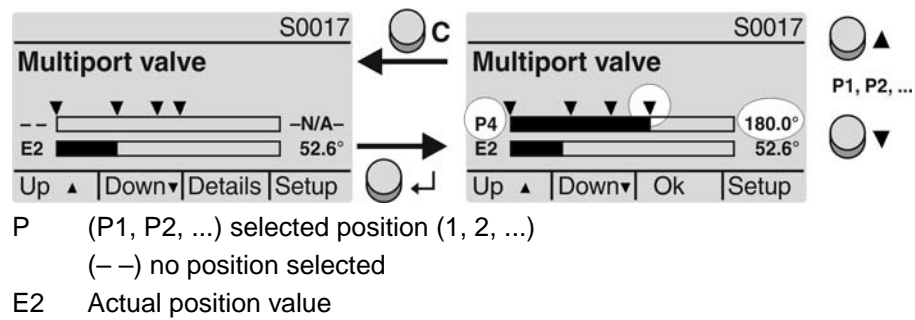 S0017
Multiport valve
– – –N/A–
E2 52.6°
Up ▲ Down▼ Details Setup
C
↵
S0017
Multiport valve
P4 180.0°
E2 52.6°
Up ▲ Down▼ Ok Setup
▲
P1, P2, ...
▼
P (P1, P2, ...) selected position (1, 2, ...)
(– –) no position selected
E2 Actual position value